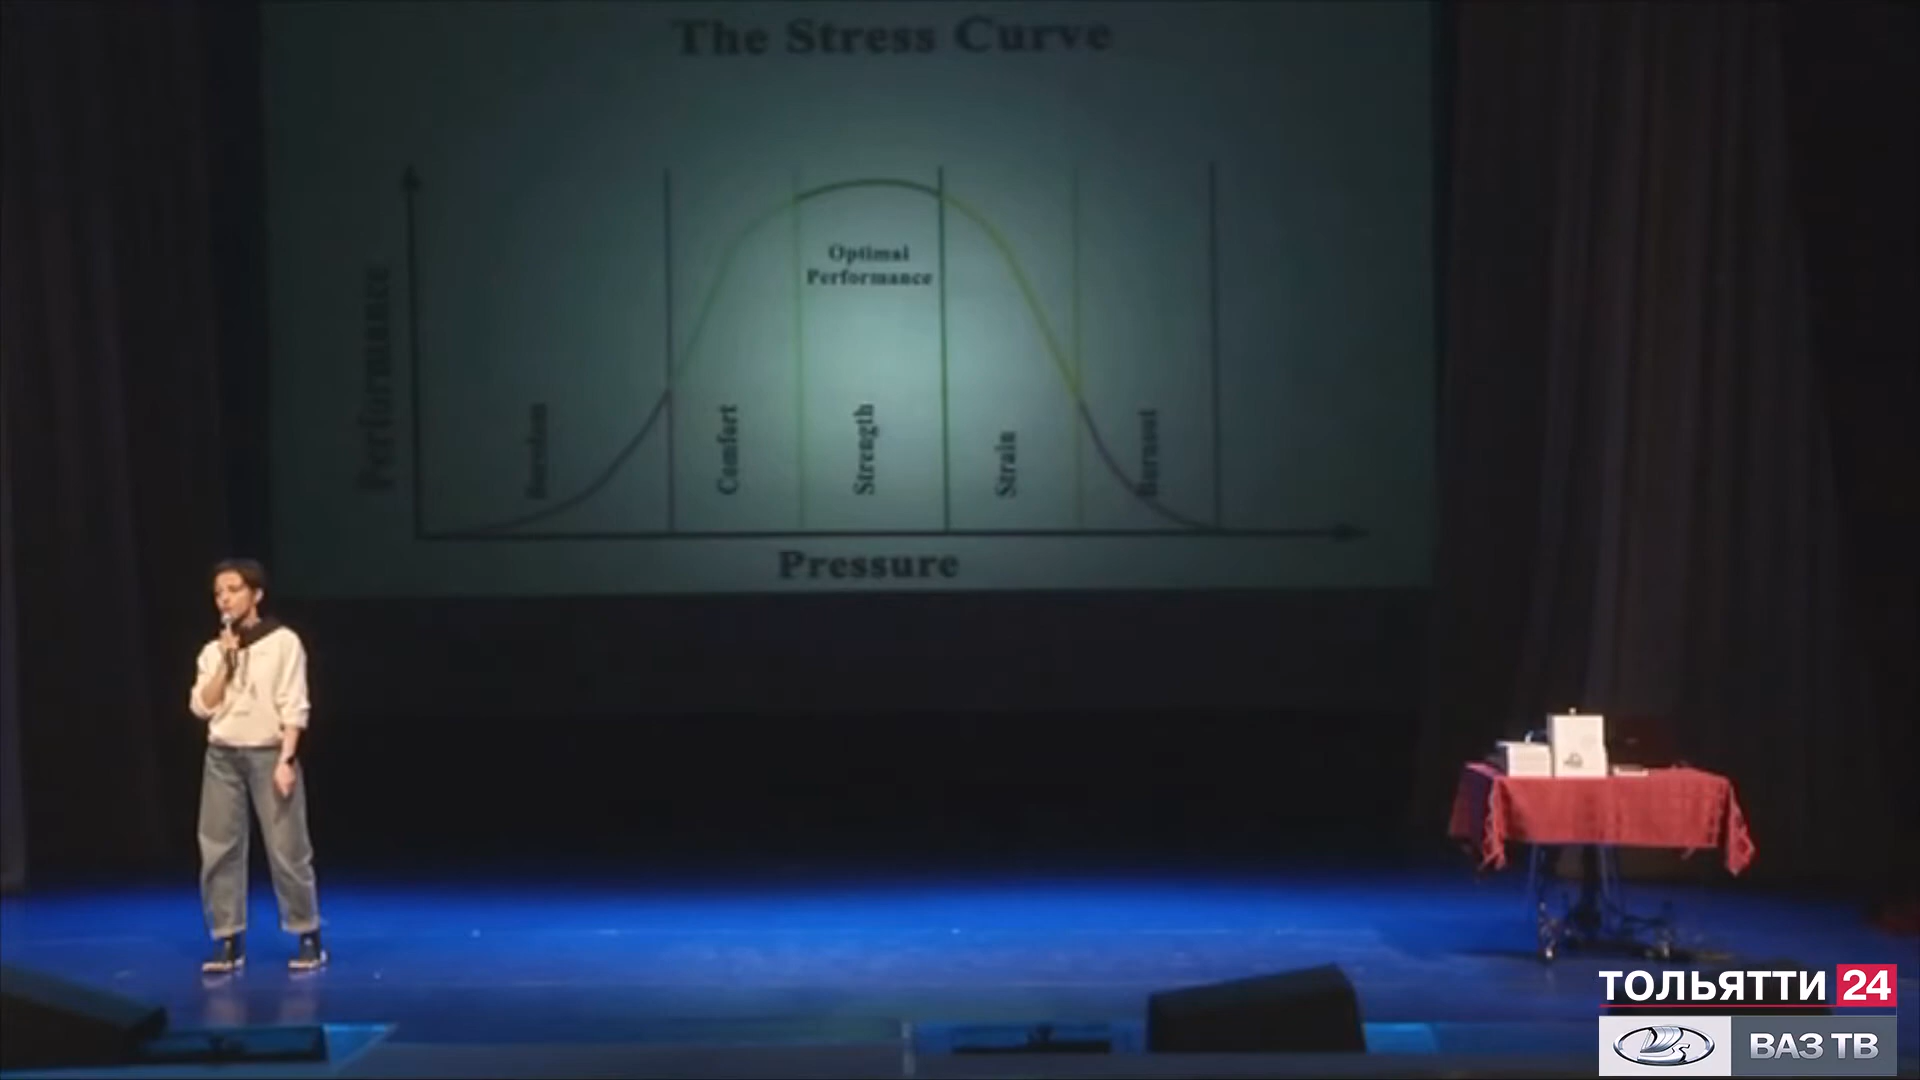 The Stress Curve
Optimal
Performance
Performance
Boredom
Comfort
Strength
Strain
Burnout
Pressure
ТОЛЬЯТТИ 24
ВАЗ ТВ